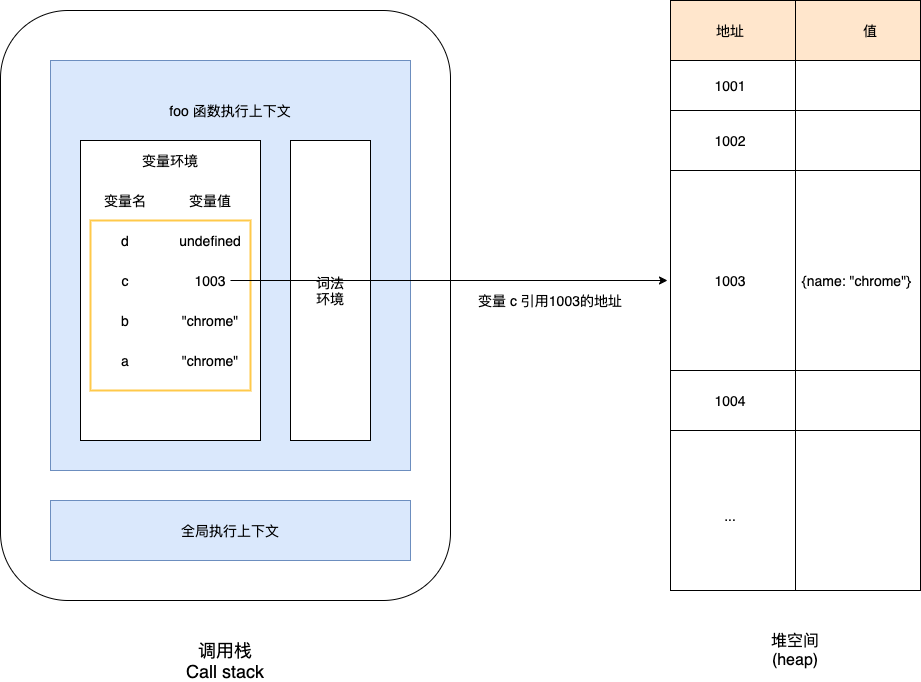 foo 函数执行上下文
变量环境
变量名 变量值
d undefined
c 1003
b "chrome"
a "chrome"
词法
环境
全局执行上下文
调用栈
Call stack
变量 c 引用1003的地址
地址 值
1001
1002
1003 {name: "chrome"}
1004
...
堆空间
(heap)